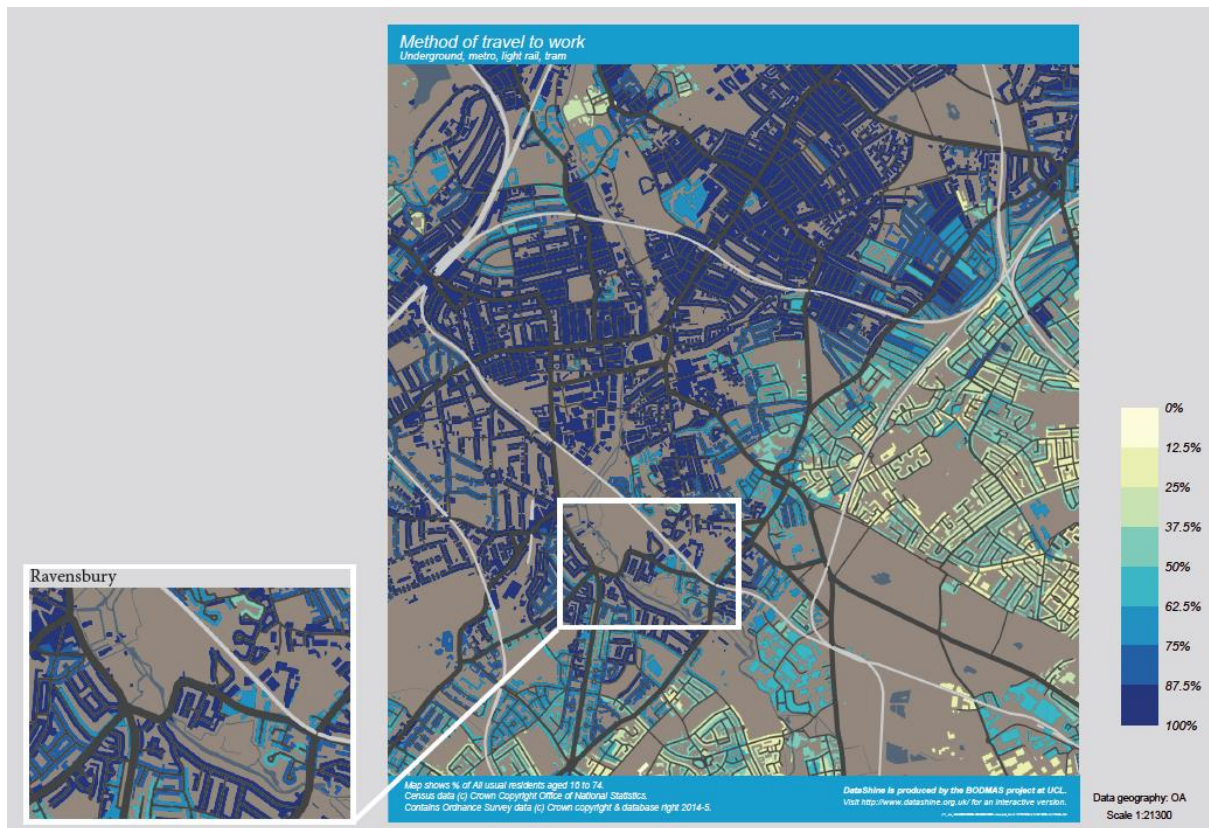 Method of travel to work
Underground, metro, light rail, tram
0%
12.5%
25%
37.5%
50%
62.5%
75%
87.5%
100%
Ravensbury
Map shows % of All usual residents aged 16 to 74.
Census data (c) Crown Copyright Office of National Statistics.
Contains Ordnance Survey data (c) Crown copyright & database right 2014-5.
DataShine is produced by the BODMAS project at UCL.
Visit http://www.datashine.org.uk/ for an interactive version.
Data geography: OA
Scale 1:21300